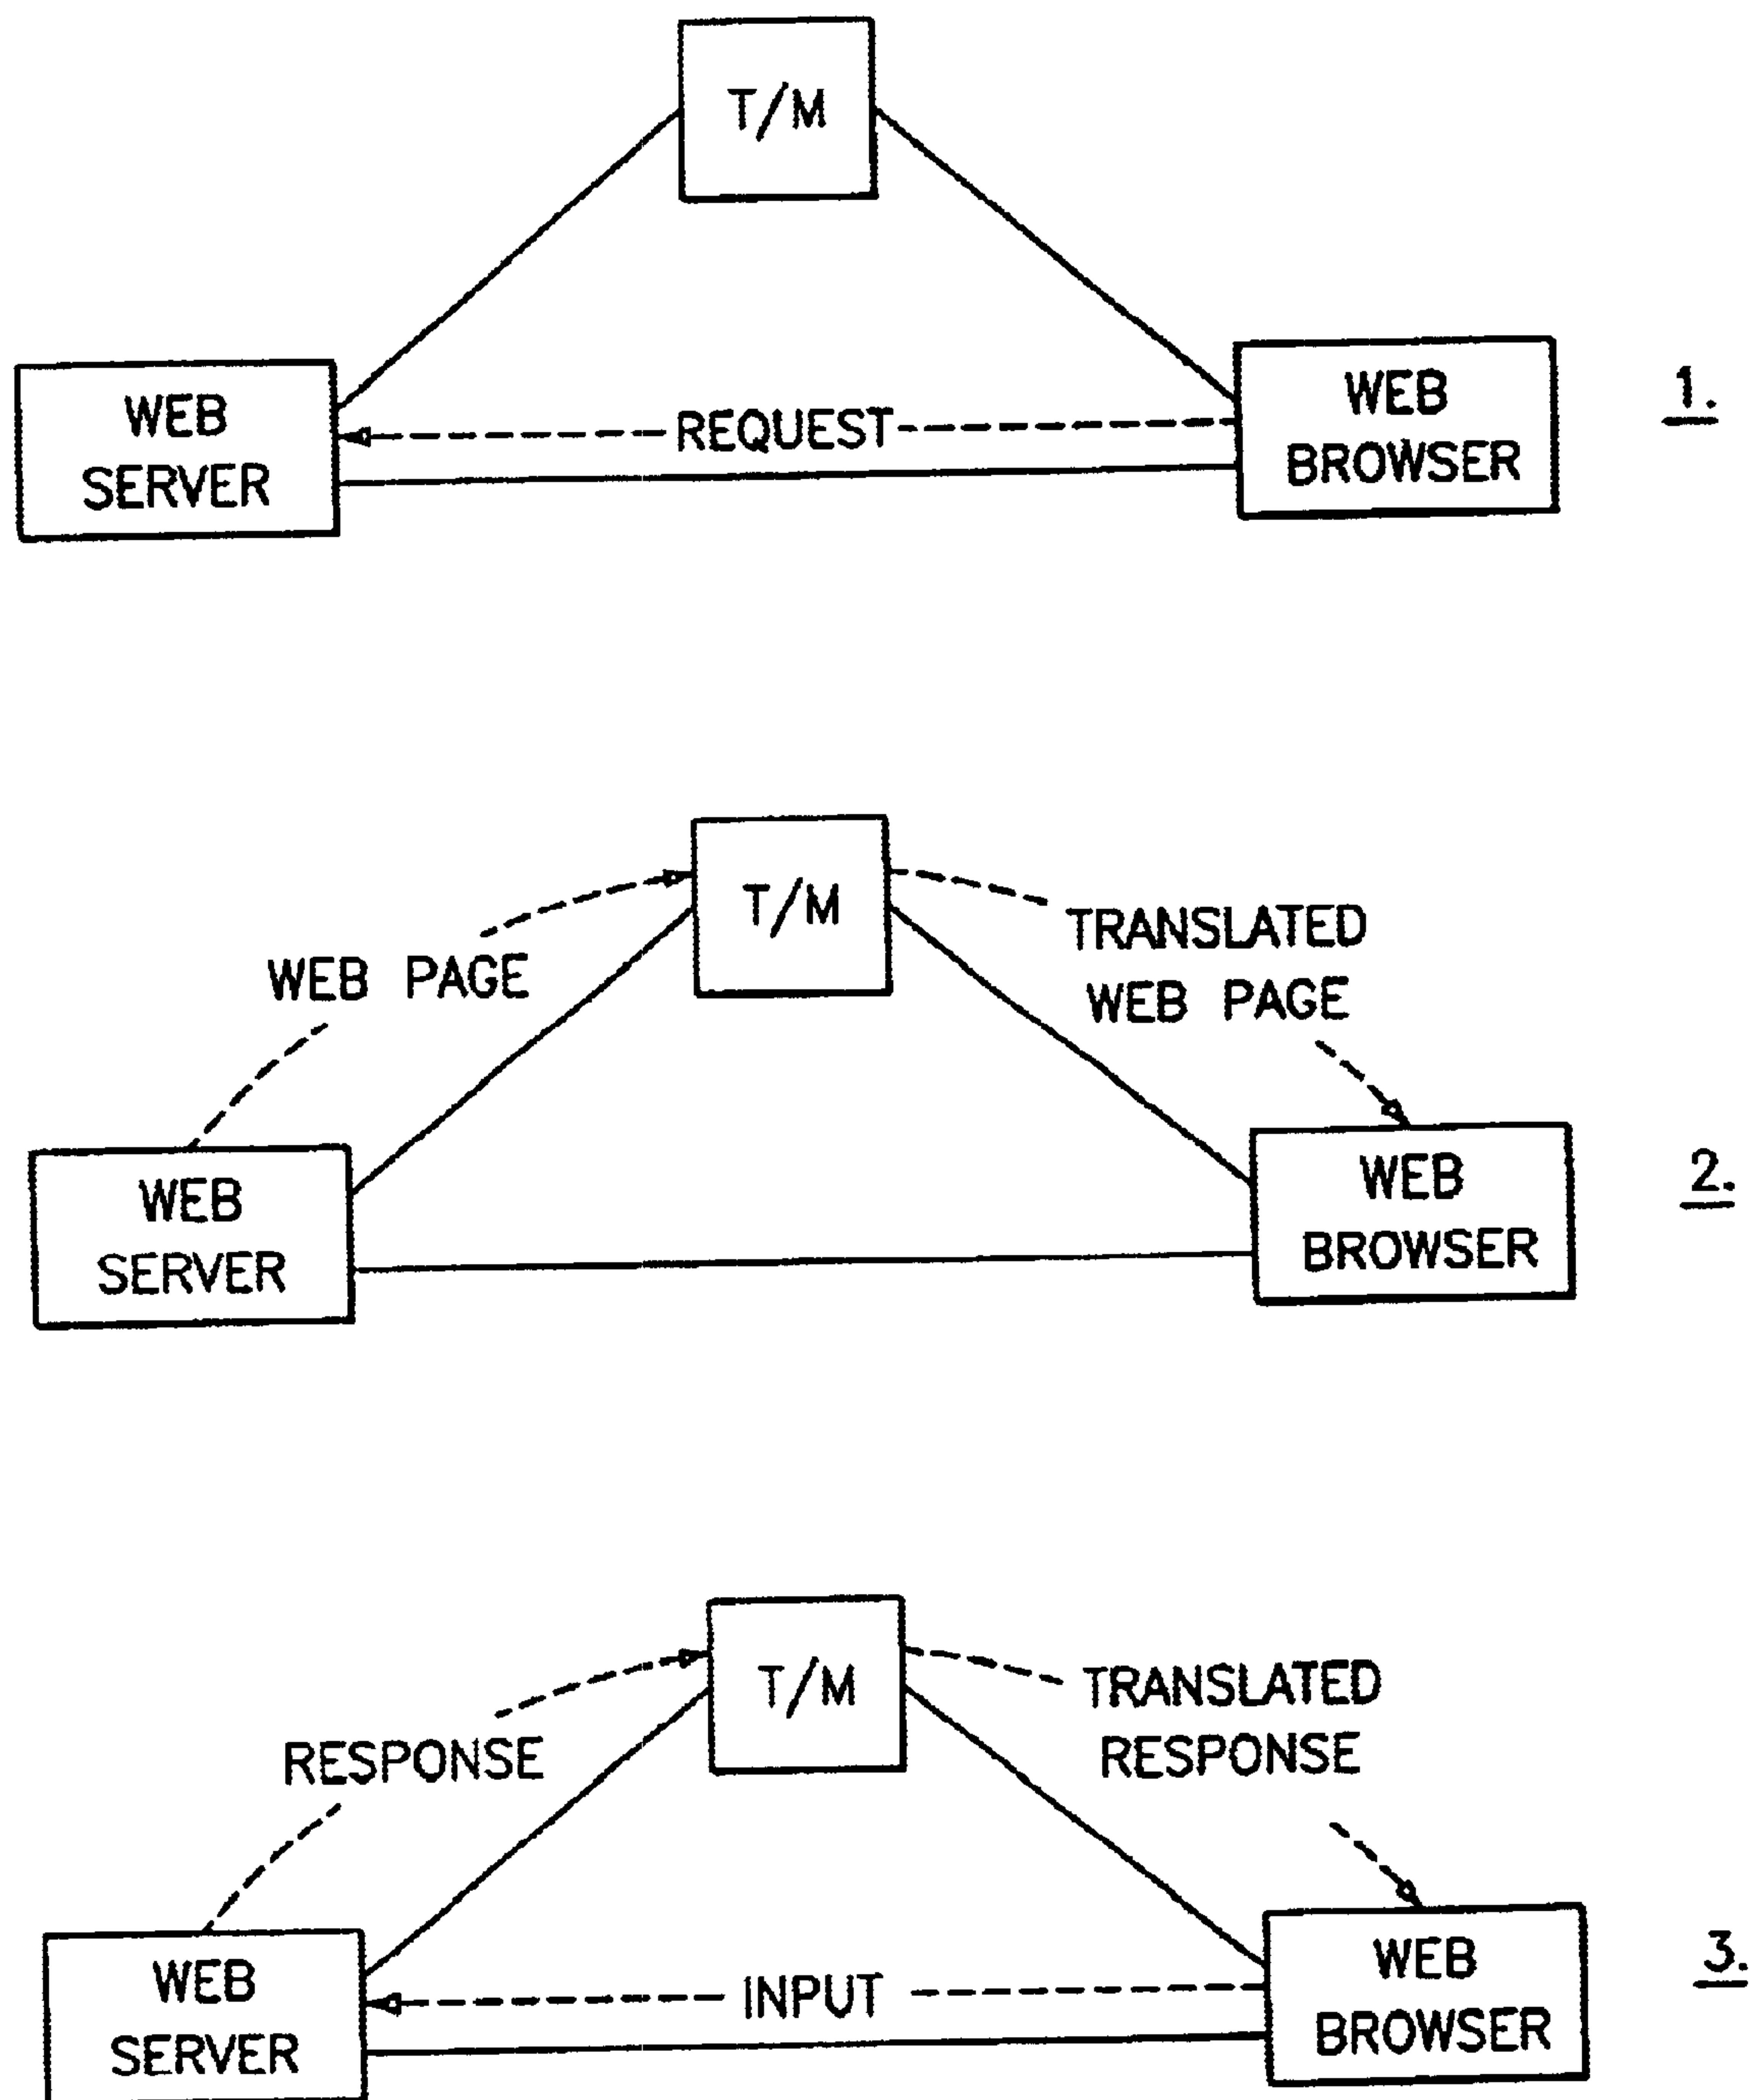 T/M
WEB
SERVER
REQUEST
WEB
BROWSER
1.
T/M
WEB PAGE
TRANSLATED
WEB PAGE
WEB
SERVER
WEB
BROWSER
2.
T/M
RESPONSE
TRANSLATED
RESPONSE
WEB
SERVER
INPUT
WEB
BROWSER
3.